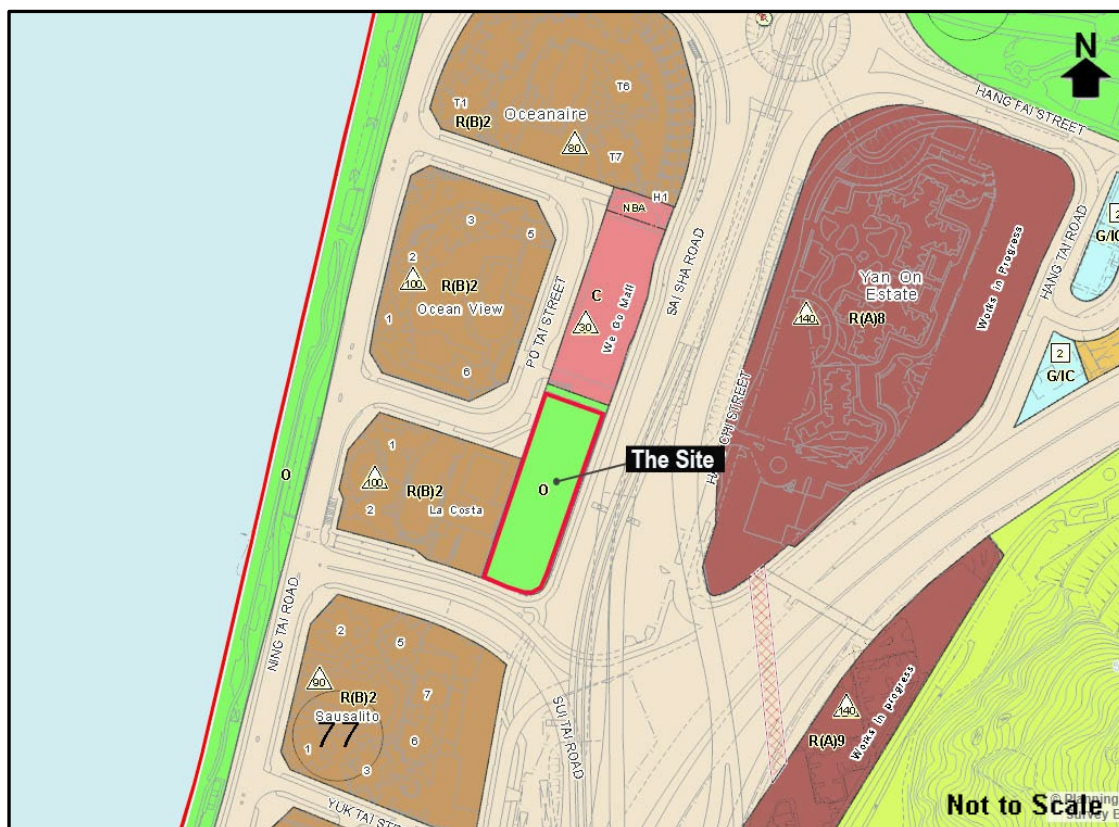 N
HANG FAI STREET
T6
T1
Oceanaire
R(B)2
80
T7
H1
NBA
HANG TAI ROAD
2
G/IC
3
5
2
100
R(B)2
Ocean View
1
6
PO TAI STREET
C
30
We Go Mall
SAI SHA ROAD
Yan On
Estate
140
R(A)8
Works in Progress
2
G/IC
CHI STREET
The Site
O
O
1
100
R(B)2
2
La Costa
NING TAI ROAD
2
5
90
R(B)2
7
Sausalito
77
1
6
3
SUI TAI ROAD
140
R(A)9
Works in progress
YUK TAI
Not to Scale
© Planning
Survey